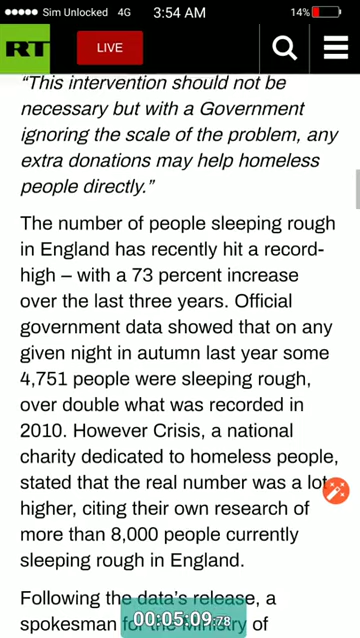 Sim Unlocked 4G 3:54 AM 14%
RT LIVE
“This intervention should not be
necessary but with a Government
ignoring the scale of the problem, any
extra donations may help homeless
people directly.”
The number of people sleeping rough
in England has recently hit a record-
high – with a 73 percent increase
over the last three years. Official
government data showed that on any
given night in autumn last year some
4,751 people were sleeping rough,
over double what was recorded in
2010. However Crisis, a national
charity dedicated to homeless people,
stated that the real number was a lot
higher, citing their own research of
more than 8,000 people currently
sleeping rough in England.
Following the data’s release, a
spokesman for the Ministry of
00:05:09.78